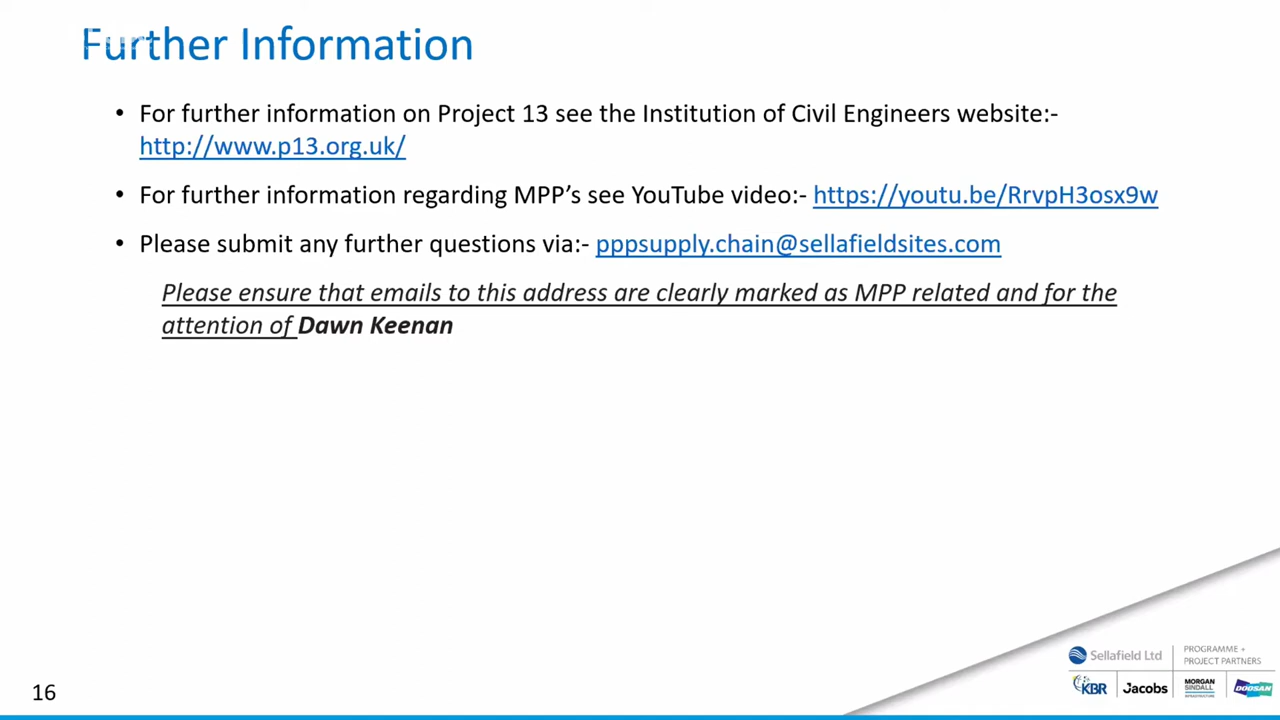 Further Information
• For further information on Project 13 see the Institution of Civil Engineers website:-
http://www.p13.org.uk/
• For further information regarding MPP’s see YouTube video:- https://youtu.be/RrvpH3osx9w
• Please submit any further questions via:- pppsupply.chain@sellafieldsites.com
Please ensure that emails to this address are clearly marked as MPP related and for the
attention of Dawn Keenan
Sellafield Ltd
PROGRAMME +
PROJECT PARTNERS
KBR
Jacobs
MORGAN
SINDALL
INFRASTRUCTURE
DOOSAN
16